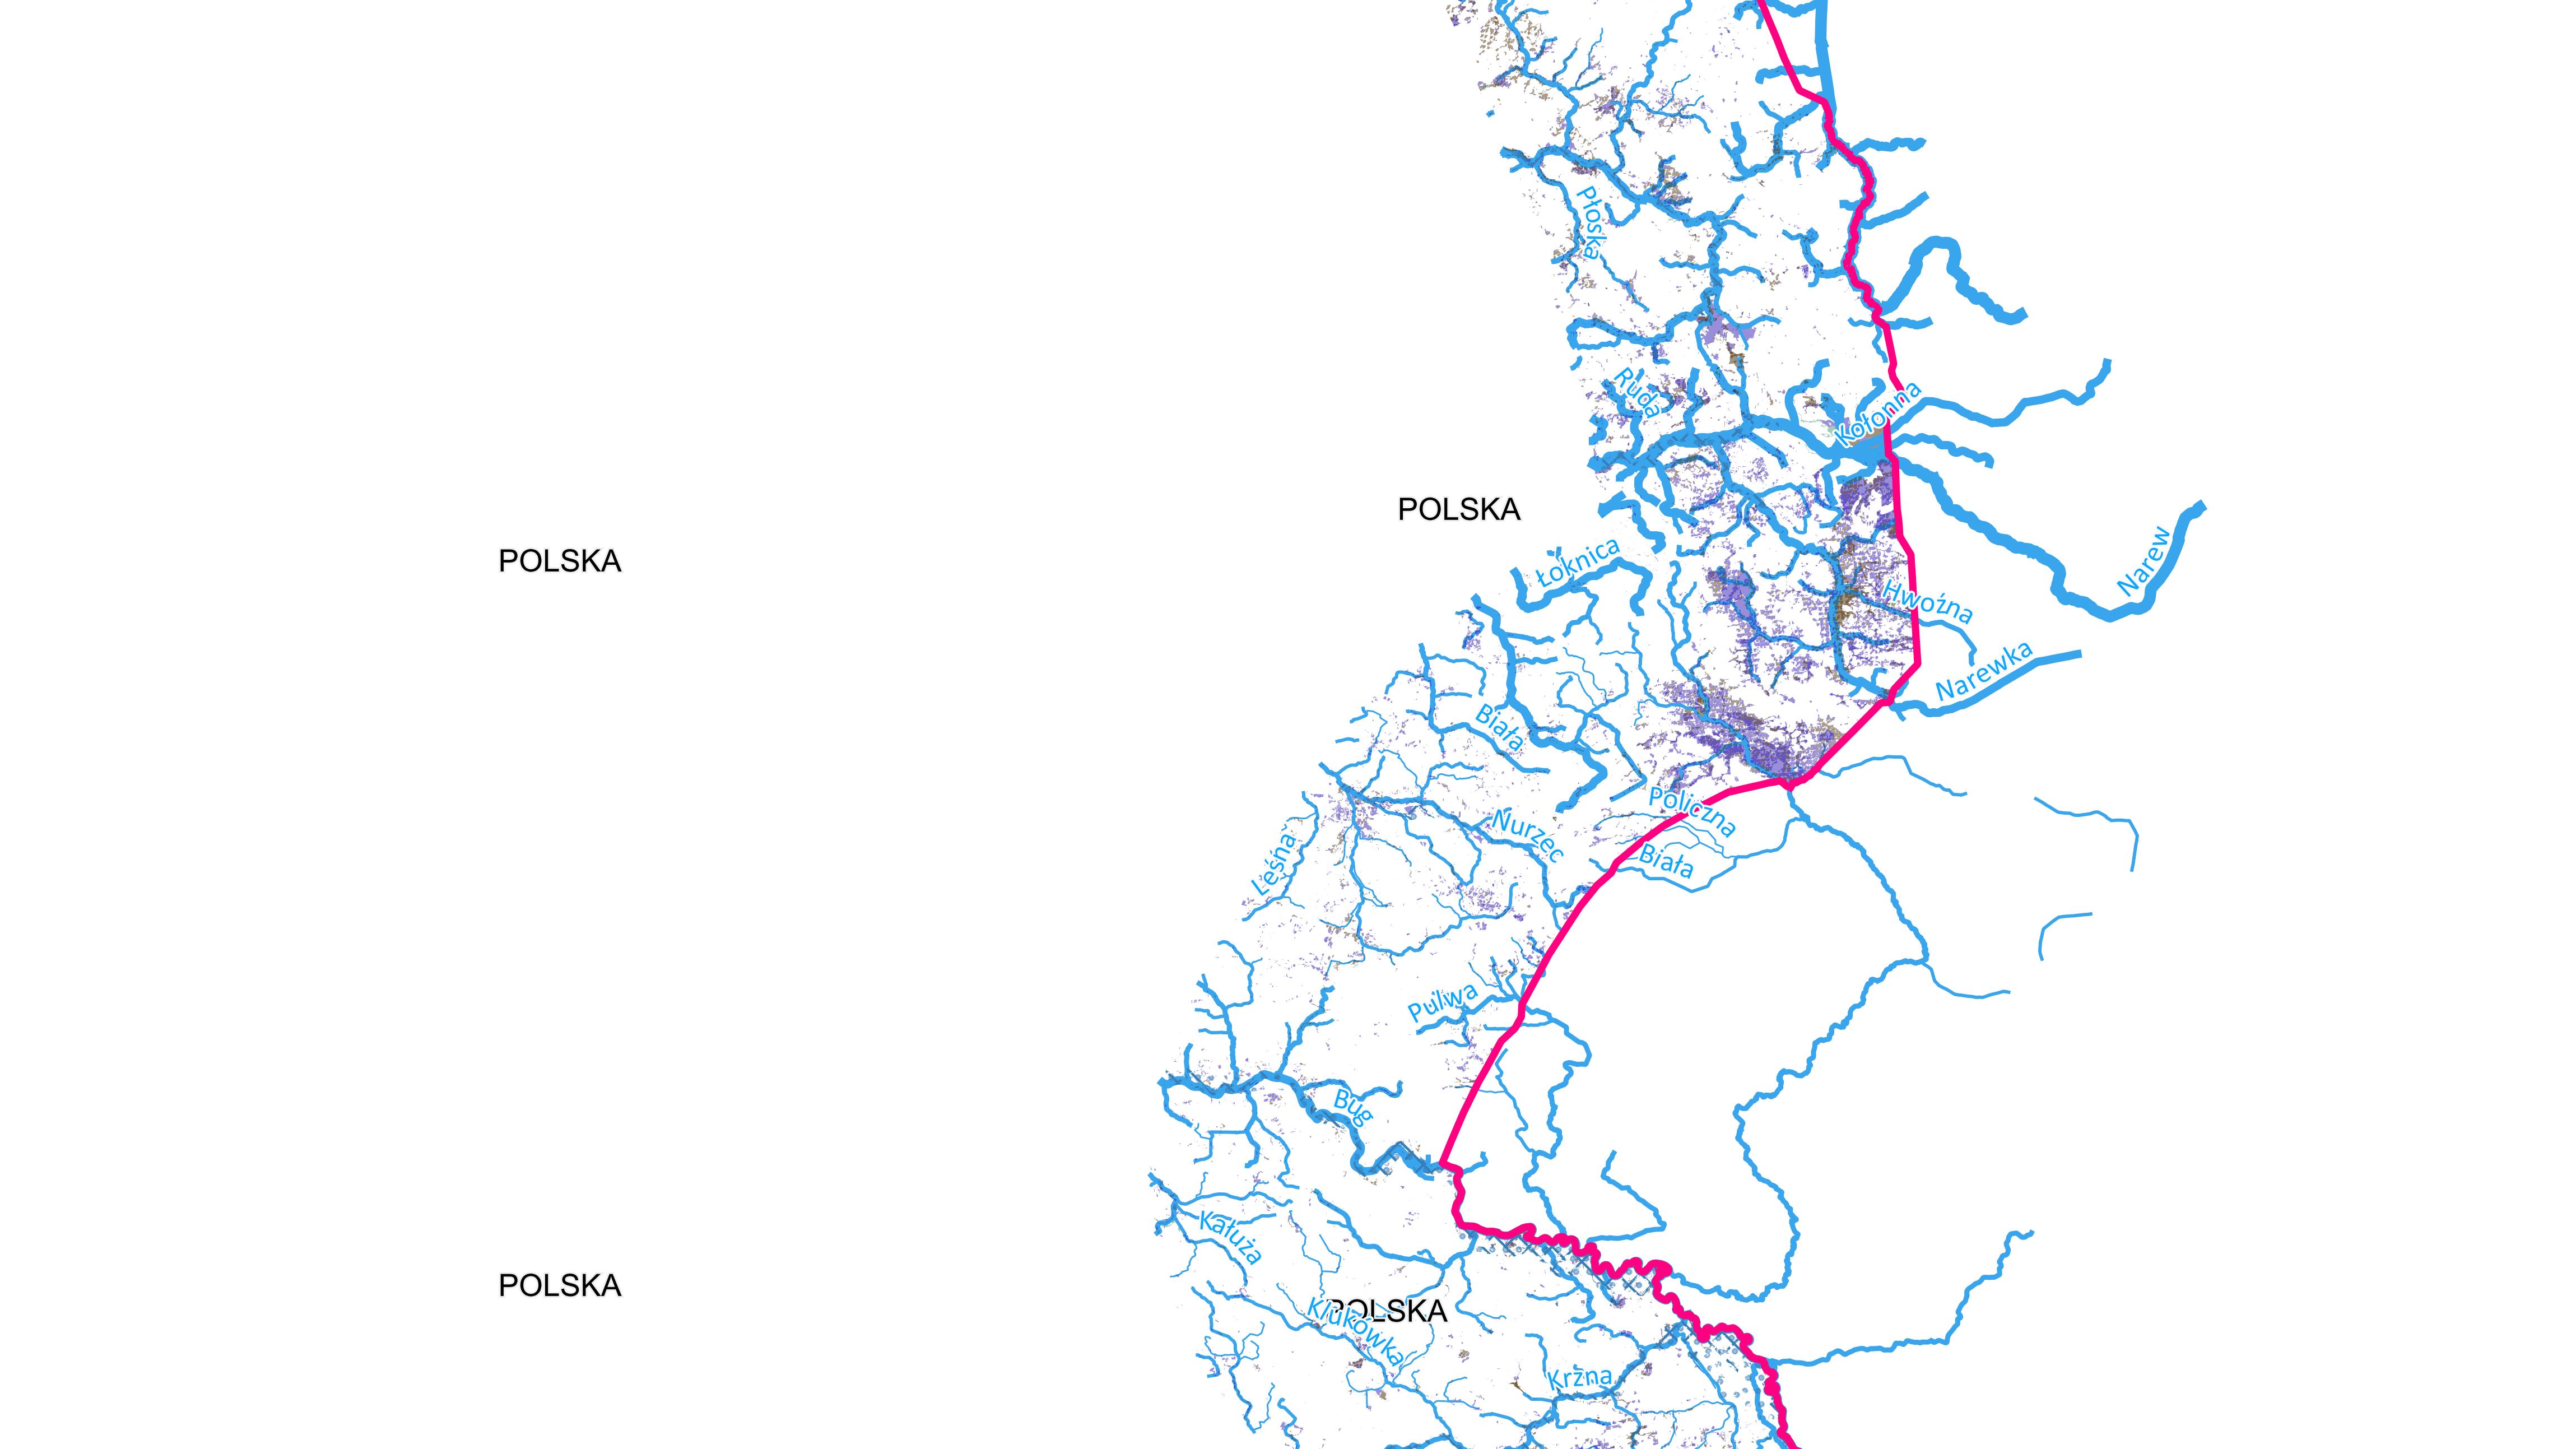 Płoska
Ruda
Kołonna
POLSKA
Narew
POLSKA
Łoknica
Hwoźna
Narewka
Biała
Policzna
Nurzec
Biała
Leśna
Pulwa
Bug
Kałuża
POLSKA
POLSKA
Klukówka
Krzna